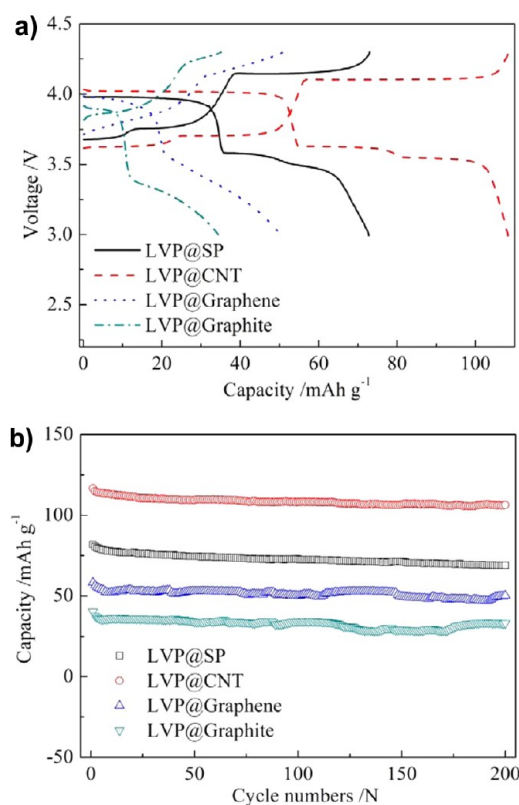 a)
4.5
4.0
3.5
3.0
2.5
Voltage /V
LVP@SP
LVP@CNT
LVP@Graphene
LVP@Graphite
0 20 40 60 80 100
Capacity /mAh g-1
b)
150
100
50
0
-50
Capacity /mAh g-1
LVP@SP
LVP@CNT
LVP@Graphene
LVP@Graphite
0 50 100 150 200
Cycle numbers /N